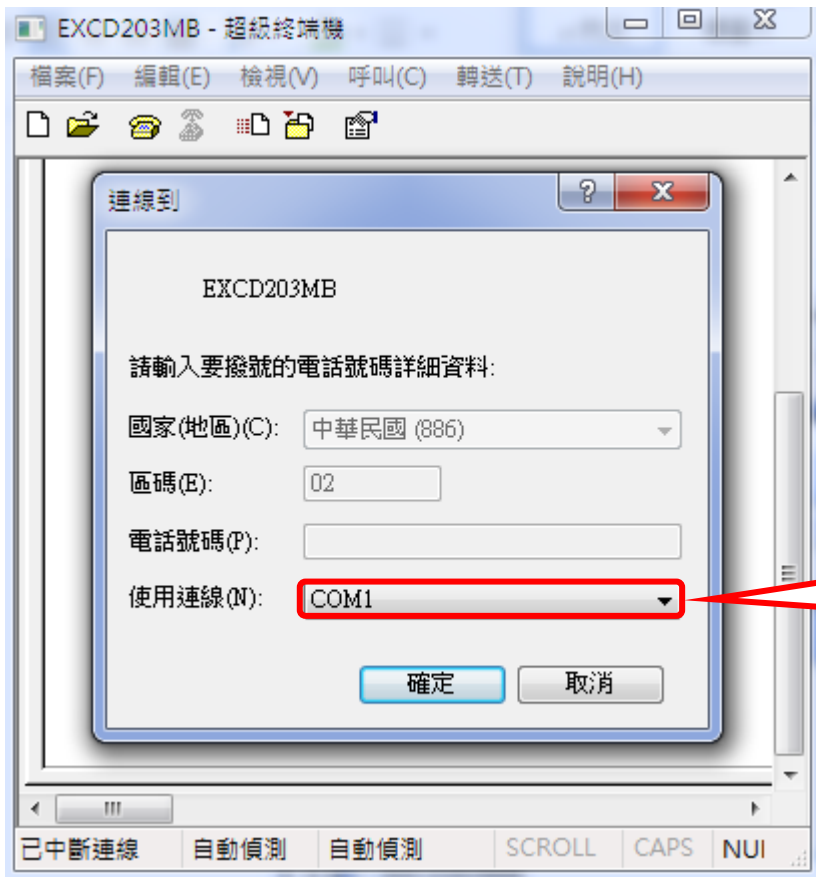 EXCD203MB - 超級終端機
檔案(F) 編輯(E) 檢視(V) 呼叫(C) 轉送(T) 說明(H)
連線到
EXCD203MB
請輸入要撥號的電話號碼詳細資料:
國家(地區)(C): 中華民國 (886)
區碼(E): 02
電話號碼(P):
使用連線(N): COM1
確定 取消
已中斷連線 自動偵測 自動偵測 SCROLL CAPS NUI